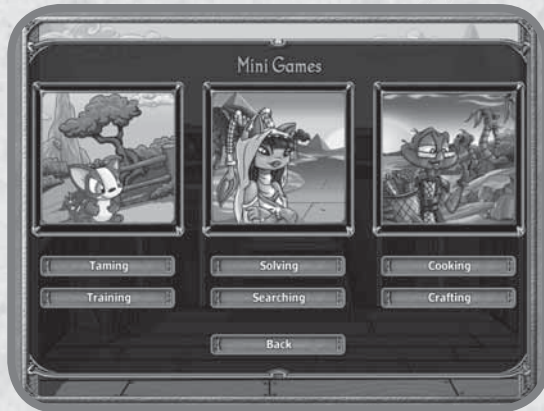 Mini Games
Taming
Solving
Cooking
Training
Searching
Crafting
Back